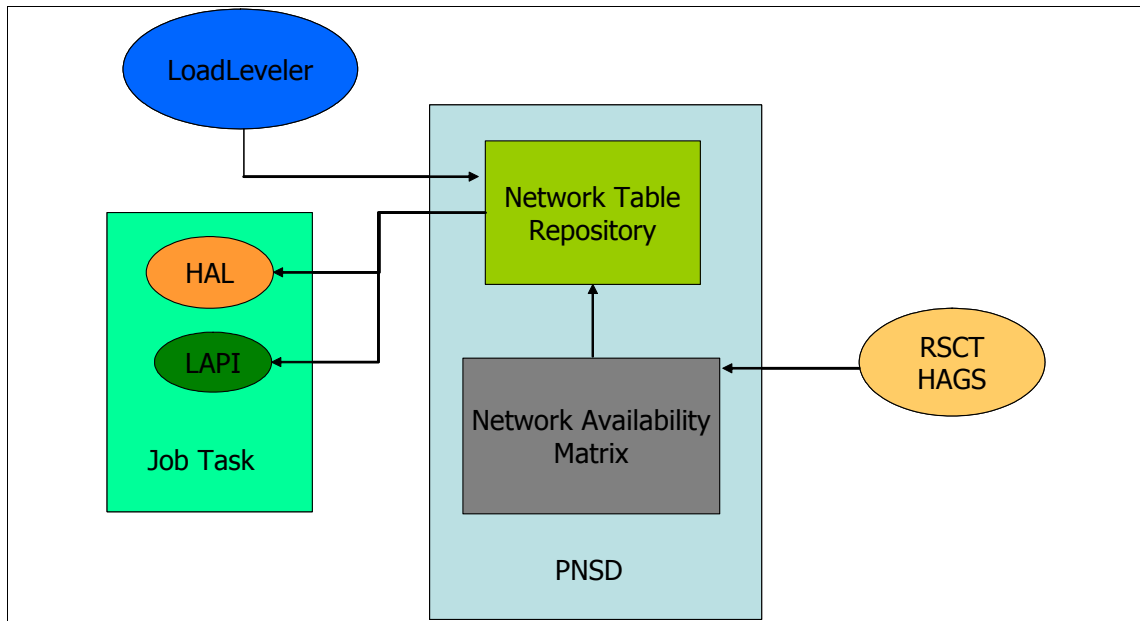 LoadLeveler
Network Table
Repository
HAL
LAPI
Job Task
RSCT
HAGS
Network Availability
Matrix
PNSD